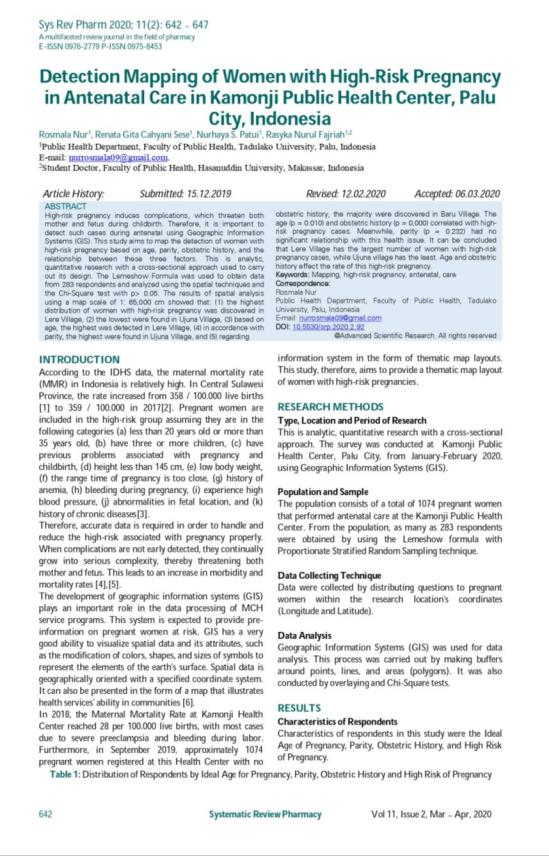 Sys Rev Pharm 2020; 11(2): 642 - 647
A multifaceted review journal in the field of pharmacy
E-ISSN 0976-2779 P-ISSN 0975-8453
Detection Mapping of Women with High-Risk Pregnancy
in Antenatal Care in Kamonji Public Health Center, Palu
City, Indonesia
Rosmala Nur¹, Renata Gita Cahyani Sese¹, Nurhaya S. Patui¹, Rasyka Nurul Fajriah¹,²
¹Public Health Department, Faculty of Public Health, Tadulako University, Palu, Indonesia
E-mail: nurrosmala09@gmail.com.
²Student Doctor, Faculty of Public Health, Hasanuddin University, Makassar, Indonesia
Article History: Submitted: 15.12.2019 Revised: 12.02.2020 Accepted: 06.03.2020
ABSTRACT
High-risk pregnancy induces complications, which threaten both
mother and fetus during childbirth. Therefore, it is important to
detect such cases during antenatal using Geographic Information
Systems (GIS). This study aims to map the detection of women with
high-risk pregnancy based on age, parity, obstetric history, and the
relationship between these three factors. This is analytic,
quantitative research with a cross-sectional approach used to carry
out its design. The Lemeshow Formula was used to obtain data
from 283 respondents and analyzed using the spatial techniques and
the Chi-Square test with p> 0.05. The results of spatial analysis
using a map scale of 1: 65,000 cm showed that: (1) the highest
distribution of women with high-risk pregnancy was discovered in
Lere Village, (2) the lowest were found in Ujuna Village, (3) based on
age, the highest was detected in Lere Village, (4) in accordance with
parity, the highest were found in Ujuna Village, and (5) regarding
obstetric history, the majority were discovered in Baru Village. The
age (p = 0.010) and obstetric history (p = 0,000) correlated with high-
risk pregnancy cases. Meanwhile, parity (p = 0.232) had no
significant relationship with this health issue. It can be concluded
that Lere Village has the largest number of women with high-risk
pregnancy cases, while Ujuna village has the least. Age and obstetric
history effect the rate of this high-risk pregnancy.
Keywords: Mapping, High-risk pregnancy, antenatal, care
Correspondence:
Rosmala Nur
Public Health Department, Faculty of Public Health, Tadulako
University, Palu, Indonesia
E-mail: nurrosmala09@gmail.com
DOI: 10.5530/srp.2020.2.92
@Advanced Scientific Research. All rights reserved
INTRODUCTION
According to the IDHS data, the maternal mortality rate
(MMR) in Indonesia is relatively high. In Central Sulawesi
Province, the rate increased from 358 / 100.000 live births
[1] to 359 / 100.000 in 2017[2]. Pregnant women are
included in the high-risk group assuming they are in the
following categories (a) less than 20 years old or more than
35 years old, (b) have three or more children, (c) have
previous problems associated with pregnancy and
childbirth, (d) height less than 145 cm, (e) low body weight,
(f) the range time of pregnancy is too close, (g) history of
anemia, (h) bleeding during pregnancy, (i) experience high
blood pressure, (j) abnormalities in fetal location, and (k)
history of chronic diseases[3].
Therefore, accurate data is required in order to handle and
reduce the high-risk associated with pregnancy properly.
When complications are not early detected, they continually
grow into serious complexity, thereby threatening both
mother and fetus. This leads to an increase in morbidity and
mortality rates [4],[5].
The development of geographic information systems (GIS)
plays an important role in the data processing of MCH
service programs. This system is expected to provide pre-
information on pregnant women at risk. GIS has a very
good ability to visualize spatial data and its attributes, such
as the modification of colors, shapes, and sizes of symbols to
represent the elements of the earth's surface. Spatial data is
geographically oriented with a specified coordinate system.
It can also be presented in the form of a map that illustrates
health services' ability in communities [6].
In 2018, the Maternal Mortality Rate at Kamonji Health
Center reached 28 per 100.000 live births, with most cases
due to severe preeclampsia and bleeding during labor.
Furthermore, in September 2019, approximately 1074
pregnant women registered at this Health Center with no
information system in the form of thematic map layouts.
This study, therefore, aims to provide a thematic map layout
of women with high-risk pregnancies.
RESEARCH METHODS
Type, Location and Period of Research
This is analytic, quantitative research with a cross-sectional
approach. The survey was conducted at Kamonji Public
Health Center, Palu City, from January-February 2020,
using Geographic Information Systems (GIS).
Population and Sample
The population consists of a total of 1074 pregnant women
that performed antenatal care at the Kamonji Public Health
Center. From the population, as many as 283 respondents
were obtained by using the Lemeshow formula with
Proportionate Stratified Random Sampling technique.
Data Collecting Technique
Data were collected by distributing questions to pregnant
women within the research location's coordinates
(Longitude and Latitude).
Data Analysis
Geographic Information Systems (GIS) was used for data
analysis. This process was carried out by making buffers
around points, lines, and areas (polygons). It was also
conducted by overlaying and Chi-Square tests.
RESULTS
Characteristics of Respondents
Characteristics of respondents in this study were the Ideal
Age of Pregnancy, Parity, Obstetric History, and High Risk
of Pregnancy.
Table 1: Distribution of Respondents by Ideal Age for Pregnancy, Parity, Obstetric History and High Risk of Pregnancy
642 Systematic Review Pharmacy Vol 11, Issue 2, Mar - Apr, 2020